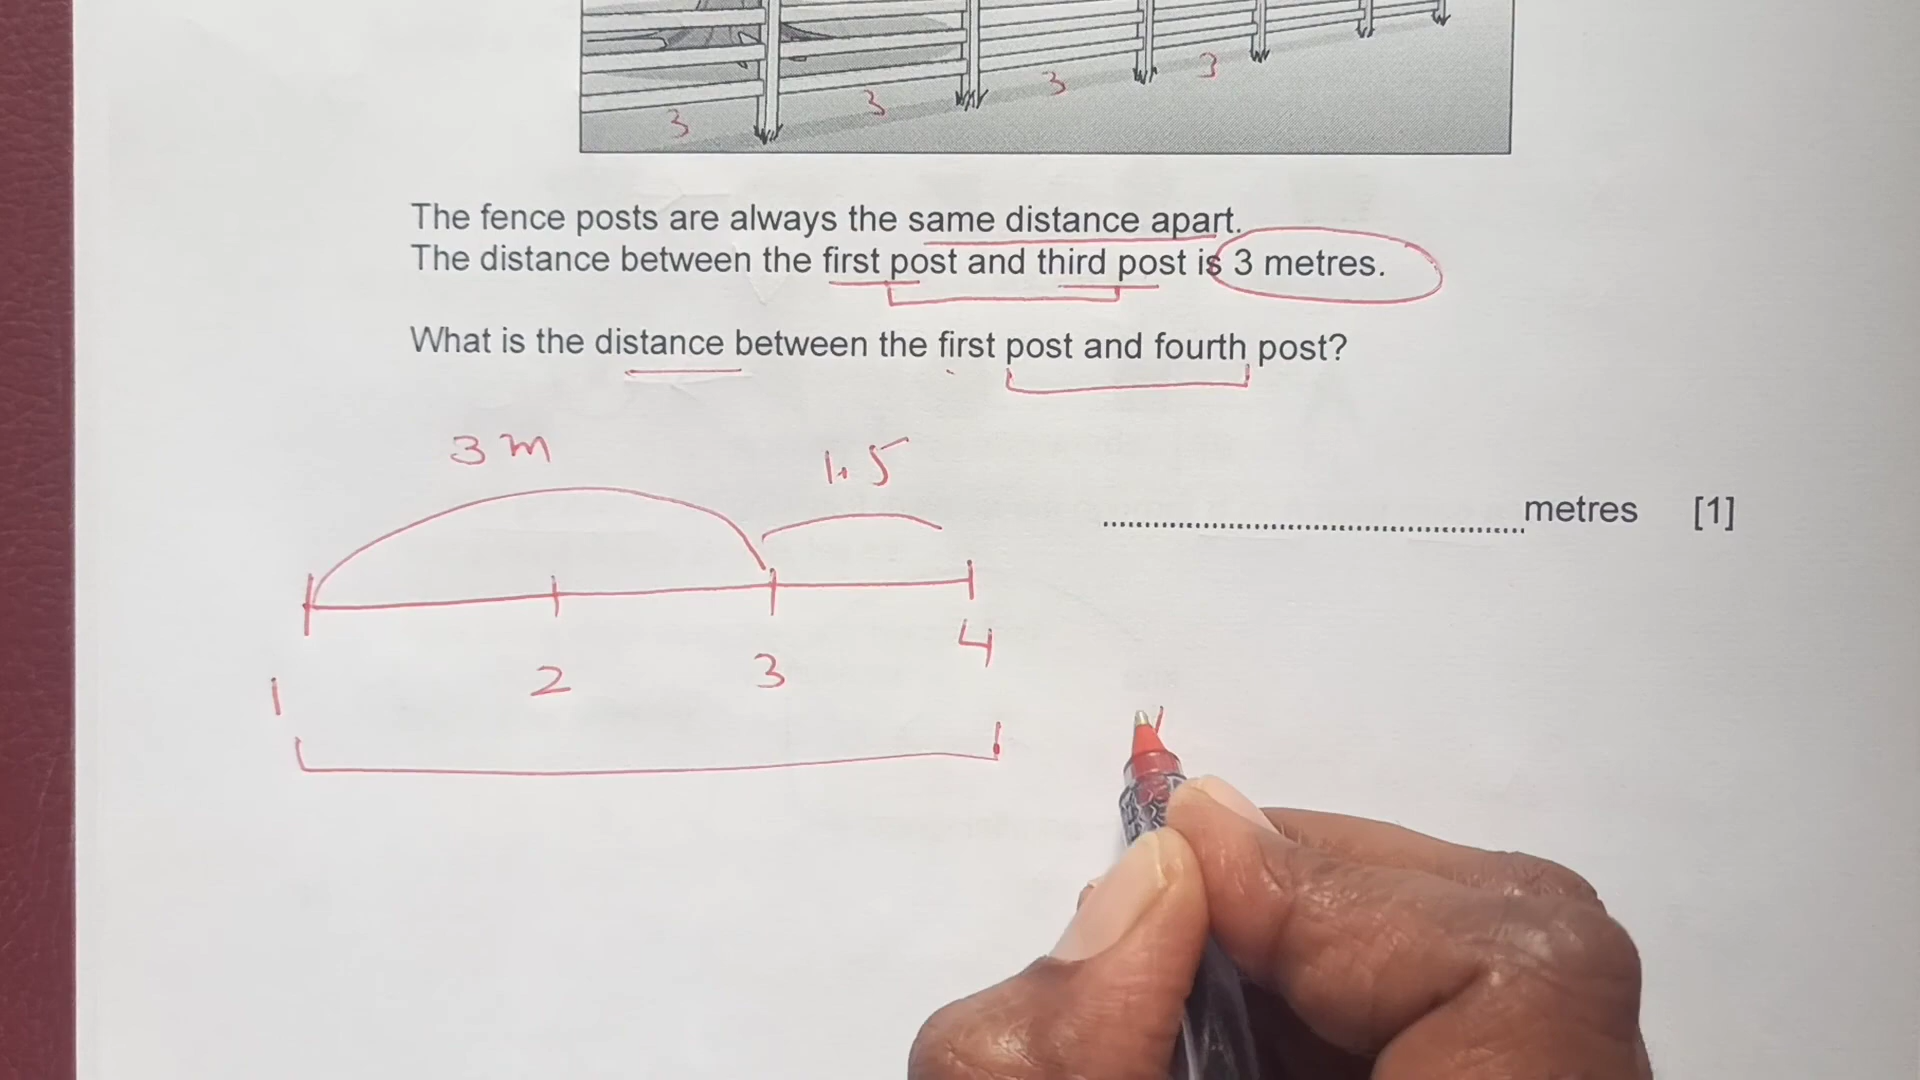 3 3 3 3
The fence posts are always the same distance apart.
The distance between the first post and third post is 3 metres.
What is the distance between the first post and fourth post?
3 m 1.5
metres [1]
1 2 3 4